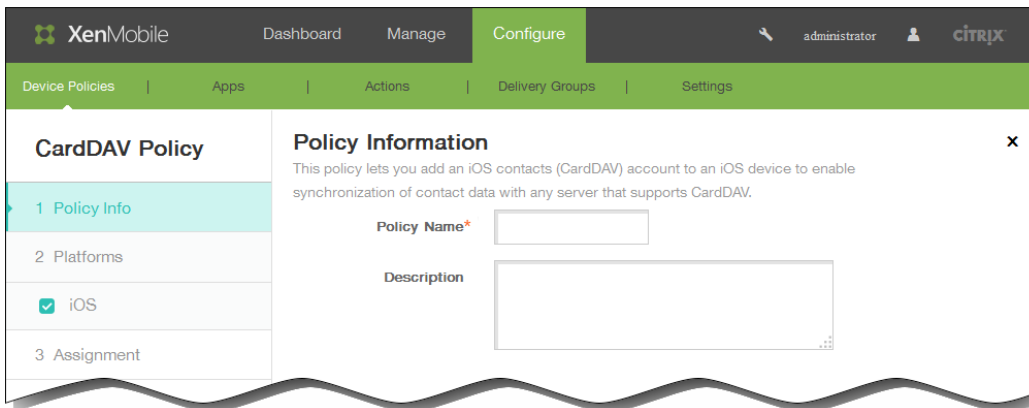 XenMobile Dashboard Manage Configure administrator CİTRIX
Device Policies | Apps | Actions | Delivery Groups | Settings
CardDAV Policy
1 Policy Info
2 Platforms
iOS
3 Assignment
Policy Information
This policy lets you add an iOS contacts (CardDAV) account to an iOS device to enable
synchronization of contact data with any server that supports CardDAV.
Policy Name*
Description
x